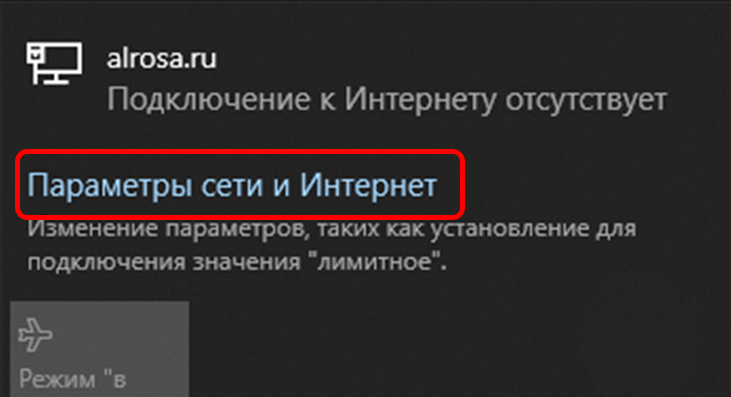 alrosa.ru
Подключение к Интернету отсутствует
Параметры сети и Интернет
Изменение параметров, таких как установление для
подключения значения "лимитное".
Режим "в